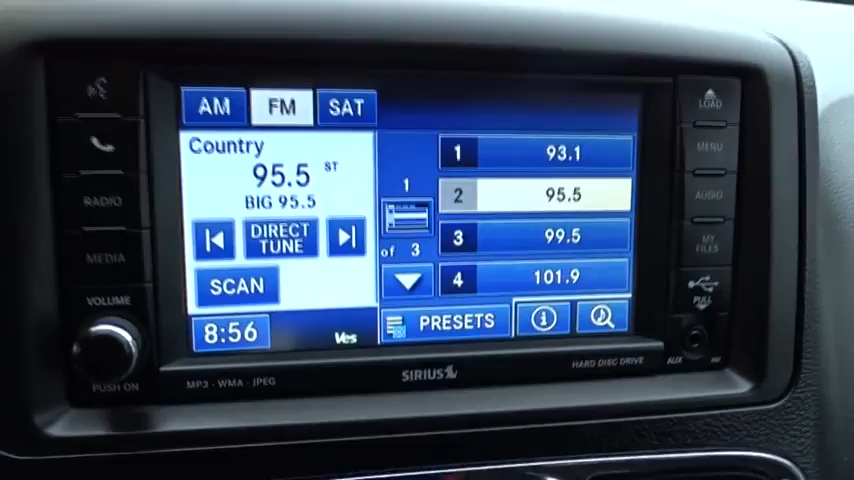 AM FM SAT
Country
95.5 ST
BIG 95.5
DIRECT
TUNE
SCAN
8:56
Ves
1
of 3
1 93.1
2 95.5
3 99.5
4 101.9
PRESETS
RADIO
MEDIA
VOLUME
PUSH ON
LOAD
MENU
AUDIO
MY
FILES
PULL
AUX
MP3 · WMA · JPEG
SIRIUS
HARD DISC DRIVE